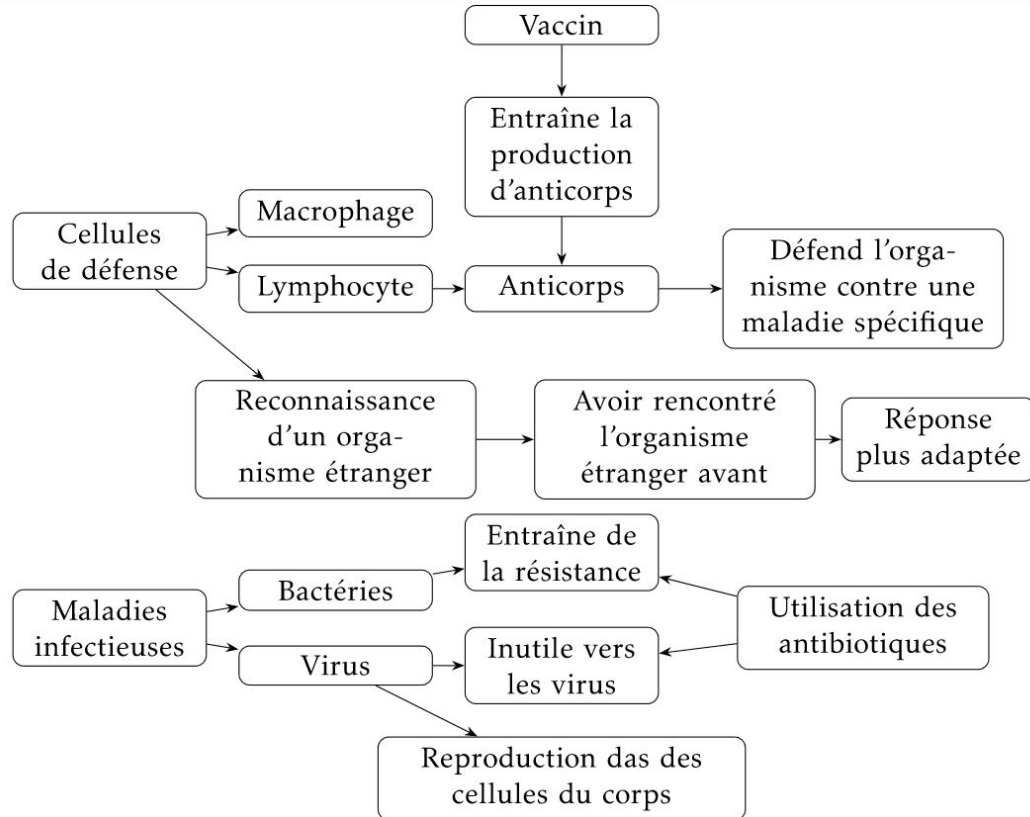 Vaccin
Entraîne la
production
d'anticorps
Macrophage
Cellules
de défense
Lymphocyte
Anticorps
Défend l'orga-
nisme contre une
maladie spécifique
Reconnaissance
d'un orga-
nisme étranger
Avoir rencontré
l'organisme
étranger avant
Réponse
plus adaptée
Entraîne de
la résistance
Bactéries
Maladies
infectieuses
Utilisation des
antibiotiques
Virus
Inutile vers
les virus
Reproduction das des
cellules du corps